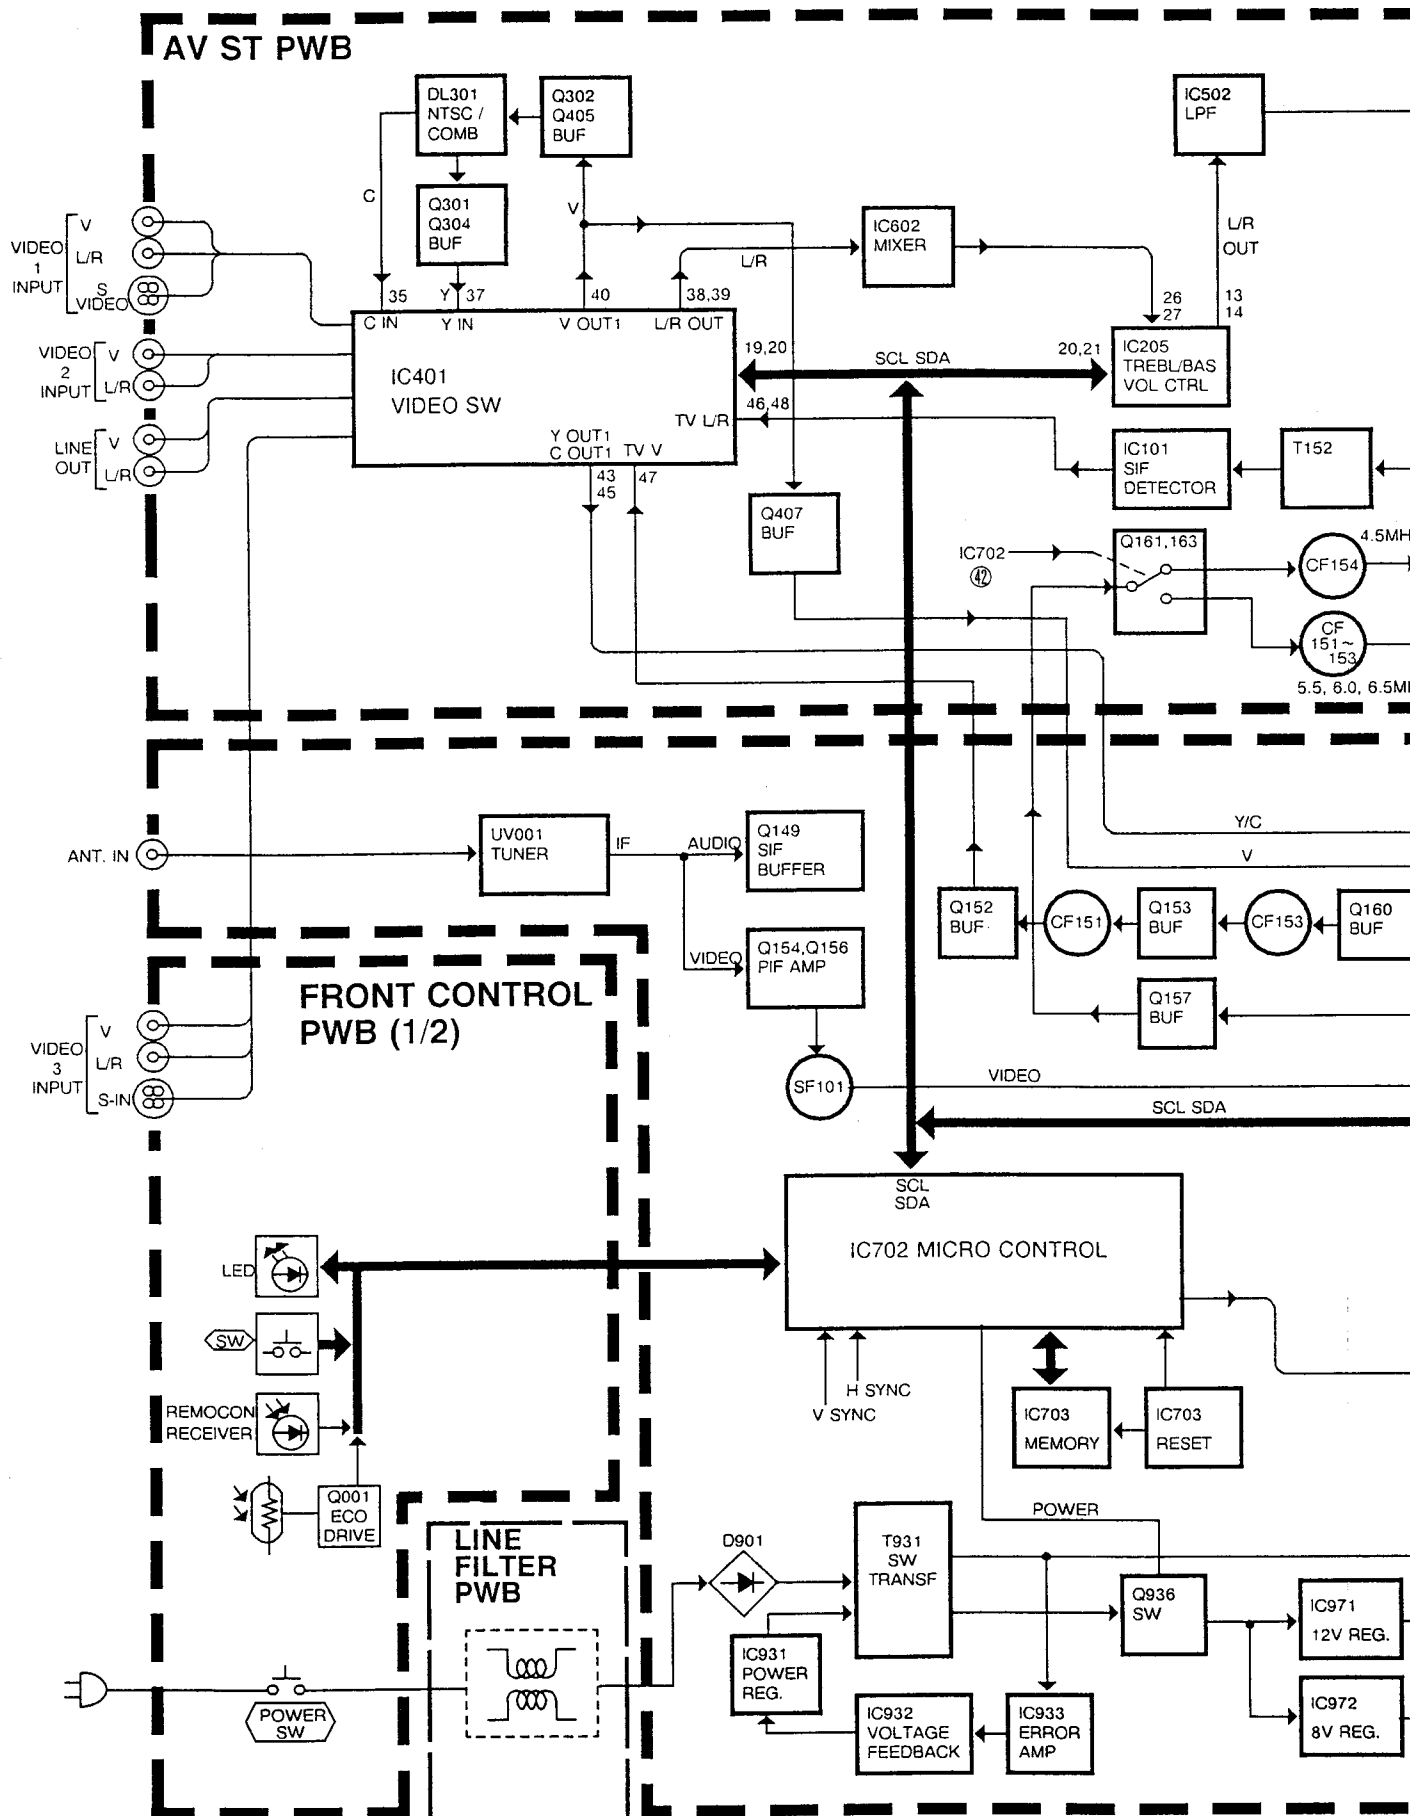 AV ST PWB
DL301
NTSC /
COMB
Q302
Q405
BUF
IC502
LPF
C
Q301
Q304
BUF
V
L/R
OUT
IC602
MIXER
L/R
VIDEO
1
INPUT
V
L/R
S
VIDEO
35
Y
37
40
38,39
26
27
13
14
C IN
Y IN
V OUT1
L/R OUT
VIDEO
2
INPUT
V
L/R
IC401
VIDEO SW
19,20
SCL SDA
20,21
IC205
TREBL/BAS
VOL CTRL
46,48
TV L/R
LINE
OUT
V
L/R
Y OUT1
C OUT1
TV V
43
45
47
IC101
SIF
DETECTOR
T152
Q407
BUF
IC702
42
Q161,163
4.5MH
CF154
CF
151~
153
5.5, 6.0, 6.5MI
ANT. IN
UV001
TUNER
IF
AUDIO
Q149
SIF
BUFFER
Y/C
V
Q152
BUF
CF151
Q153
BUF
CF153
Q160
BUF
VIDEO
Q154,Q156
PIF AMP
Q157
BUF
FRONT CONTROL
PWB (1/2)
VIDEO
3
INPUT
V
L/R
S-IN
SF101
VIDEO
SCL SDA
SCL
SDA
IC702 MICRO CONTROL
LED
SW
H SYNC
V SYNC
IC703
MEMORY
IC703
RESET
REMOCON
RECEIVER
Q001
ECO
DRIVE
POWER
LINE
FILTER
PWB
D901
T931
SW
TRANSF
Q936
SW
IC971
12V REG.
IC931
POWER
REG.
IC972
8V REG.
IC932
VOLTAGE
FEEDBACK
IC933
ERROR
AMP
POWER
SW